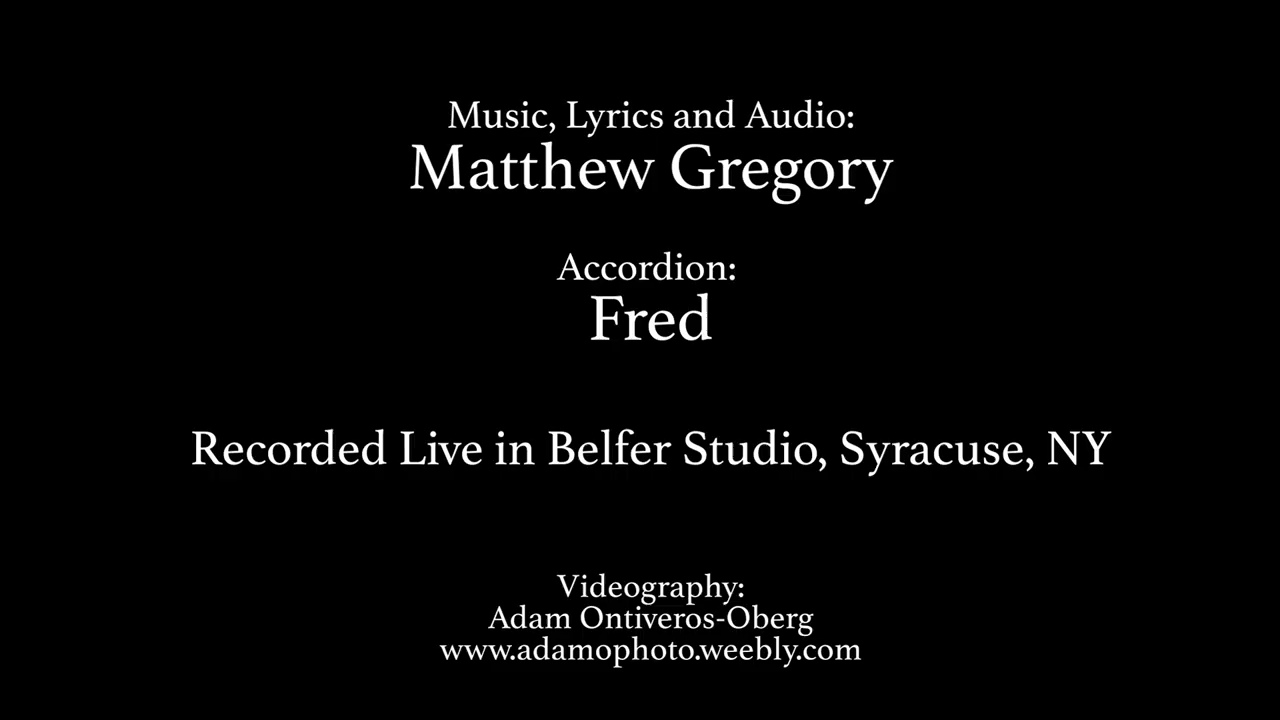 Music, Lyrics and Audio:
Matthew Gregory
Accordion:
Fred
Recorded Live in Belfer Studio, Syracuse, NY
Videography:
Adam Ontiveros-Oberg
www.adamophoto.weebly.com